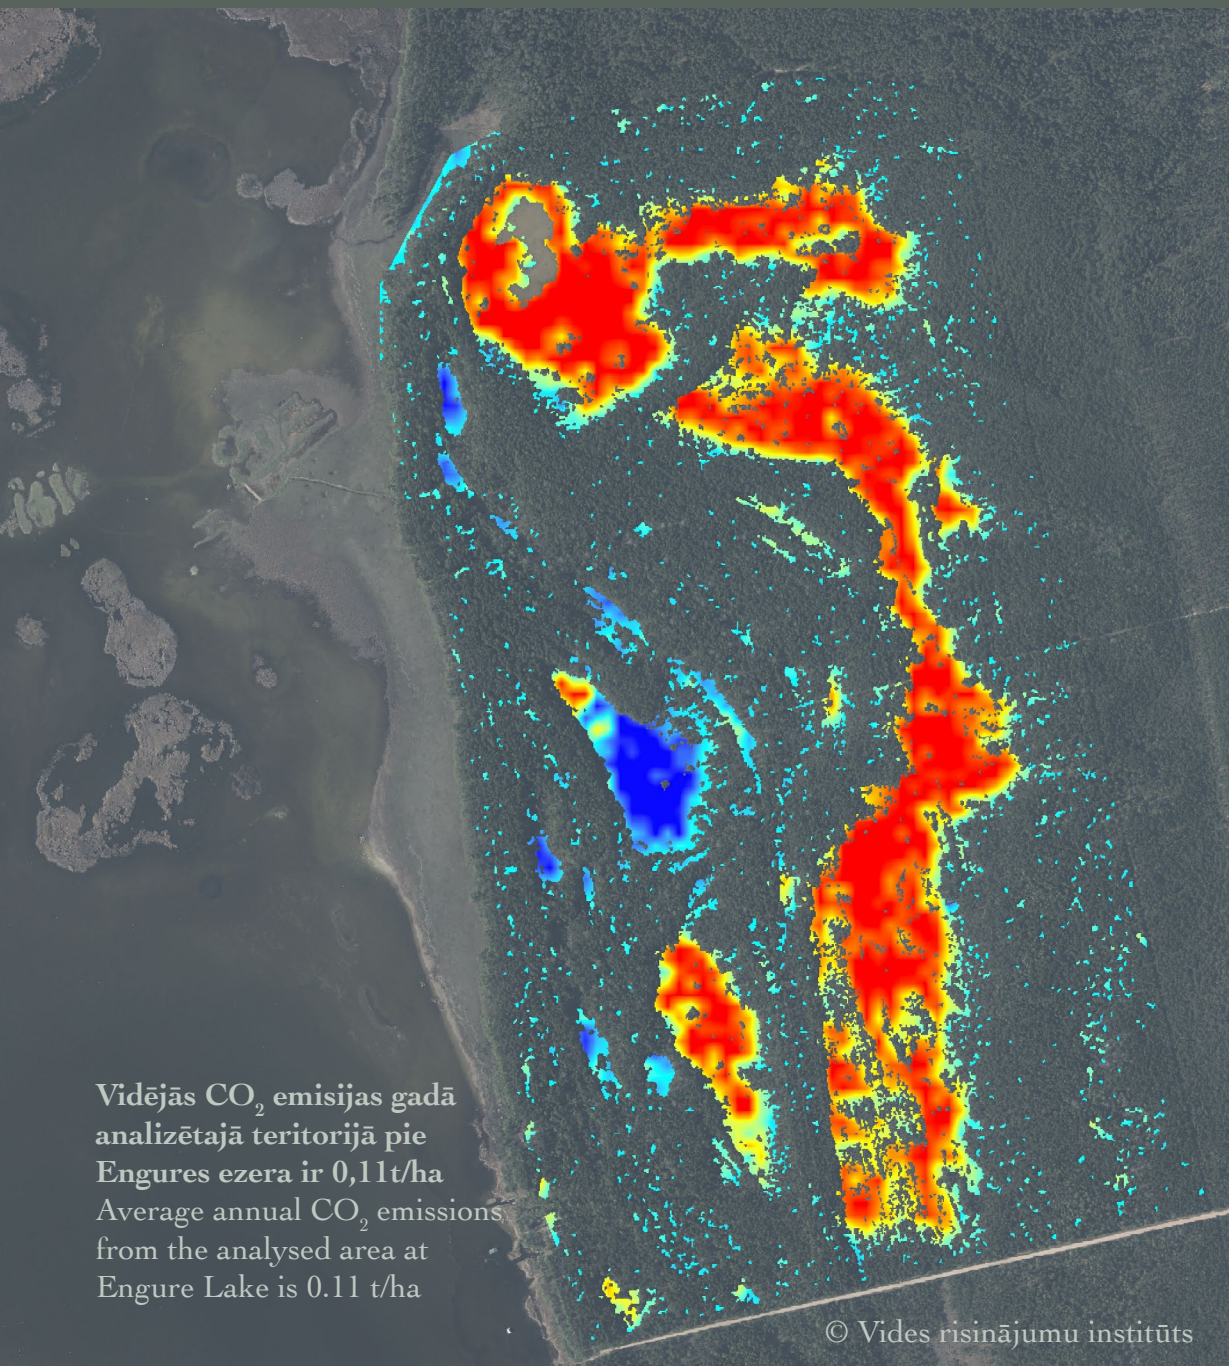 Vidējās CO₂ emisijas gadā
analizētajā teritorijā pie
Engures ezera ir 0,11t/ha
Average annual CO₂ emissions
from the analysed area at
Engure Lake is 0.11 t/ha
© Vides risinājumu institūts